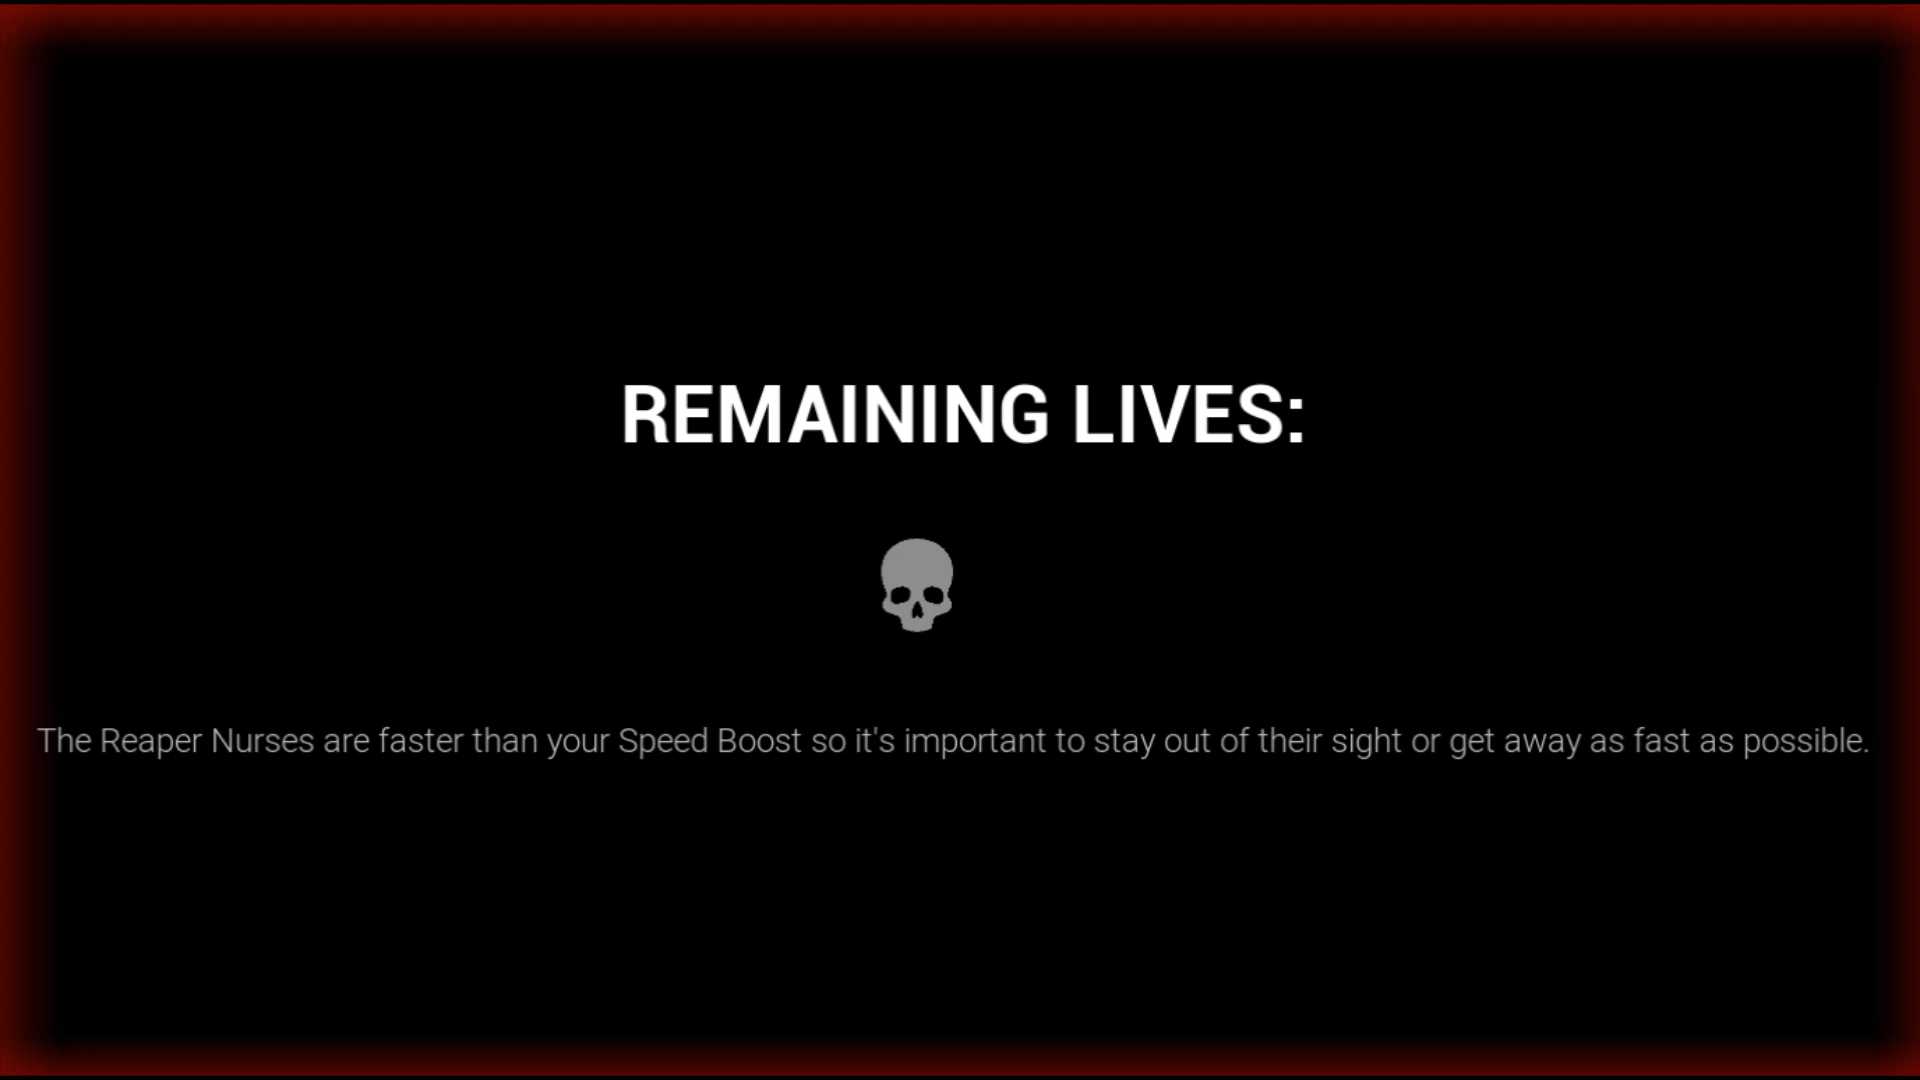 REMAINING LIVES:
The Reaper Nurses are faster than your Speed Boost so it's important to stay out of their sight or get away as fast as possible.